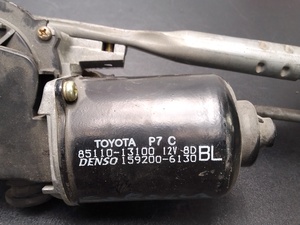 TOYOTA P7 C
85110-13100 12V 8D
DENSO 159200-6130 BL